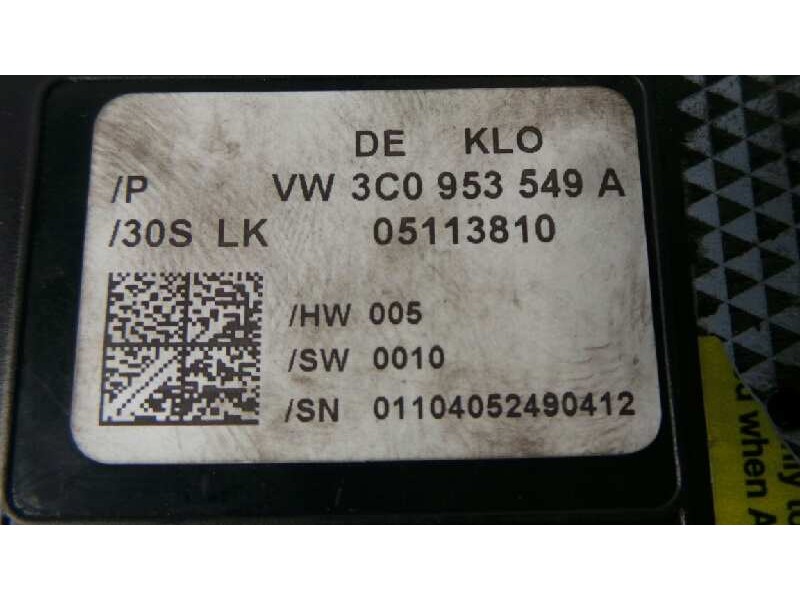 DE KLO
/P VW 3C0 953 549 A
/30S LK 05113810
/HW 005
/SW 0010
/SN 01104052490412
when A